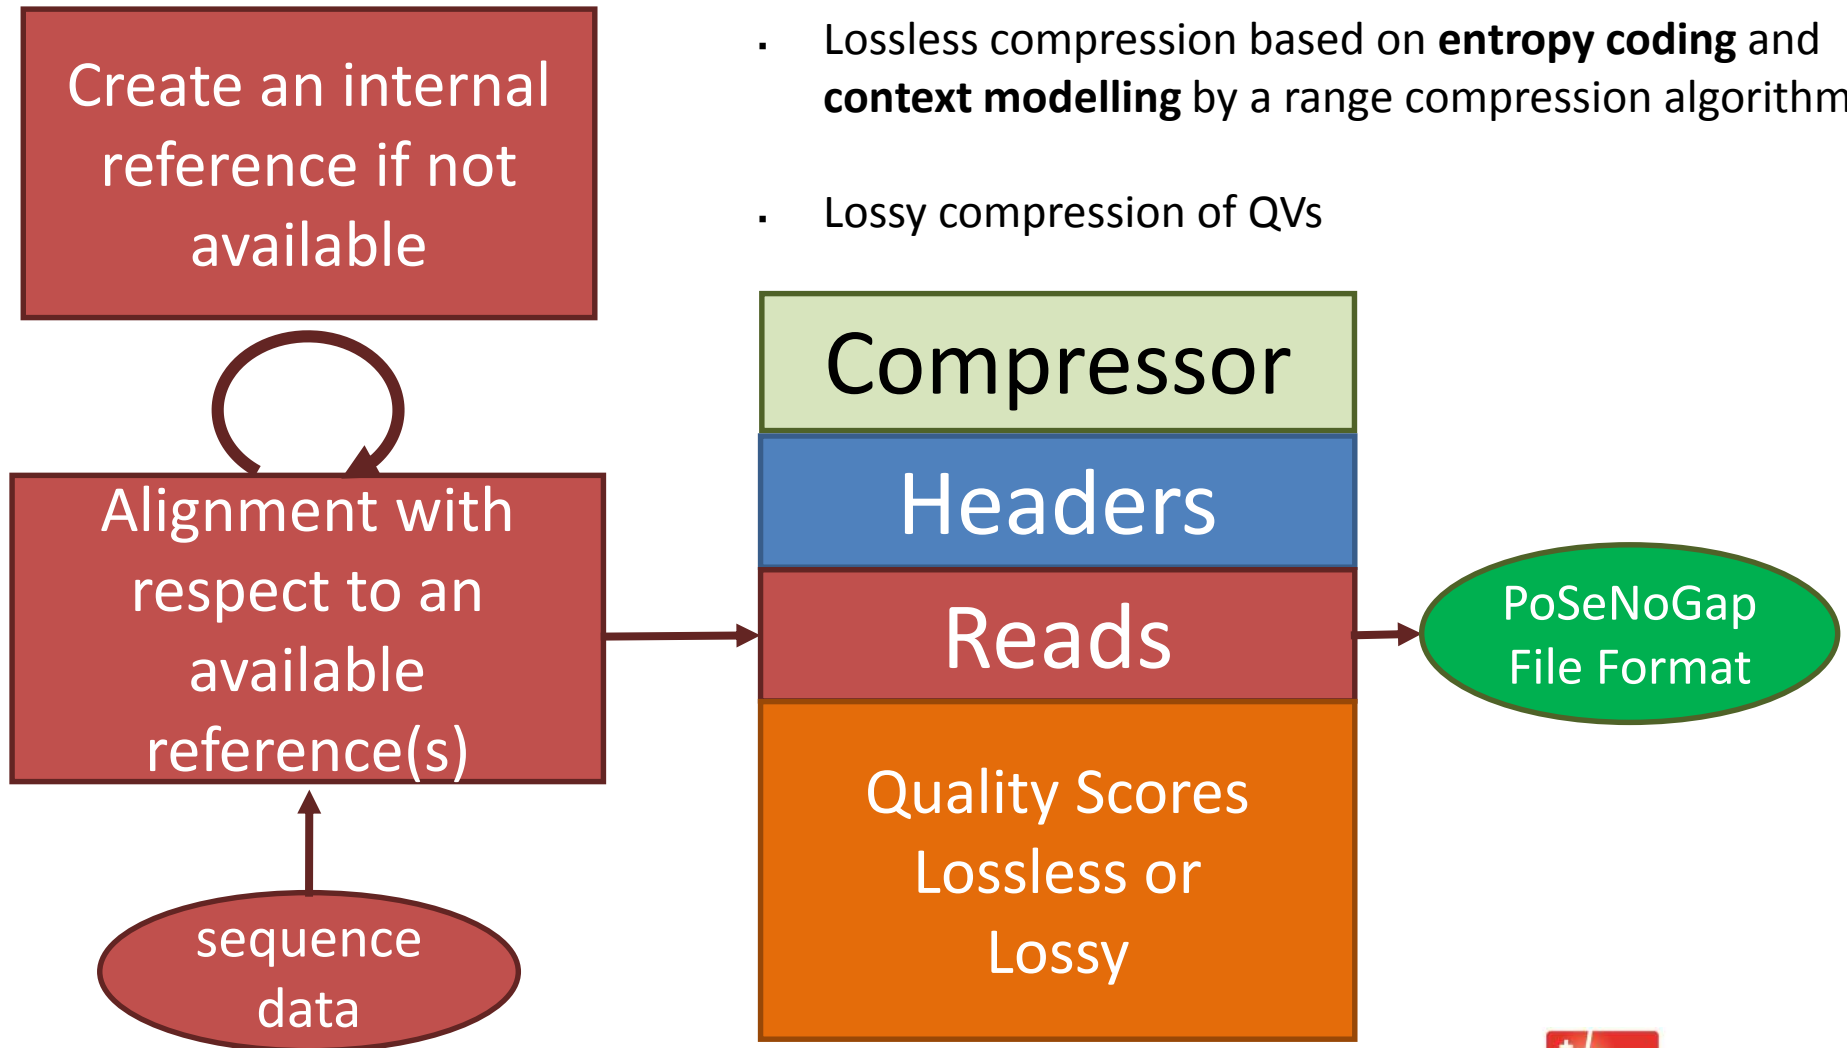 Create an internal
reference if not
available
Lossless compression based on entropy coding and
context modelling by a range compression algorithm
Lossy compression of QVs
Compressor
Headers
Reads
Quality Scores
Lossless or
Lossy
Alignment with
respect to an
available
reference(s)
sequence
data
PoSeNoGap
File Format